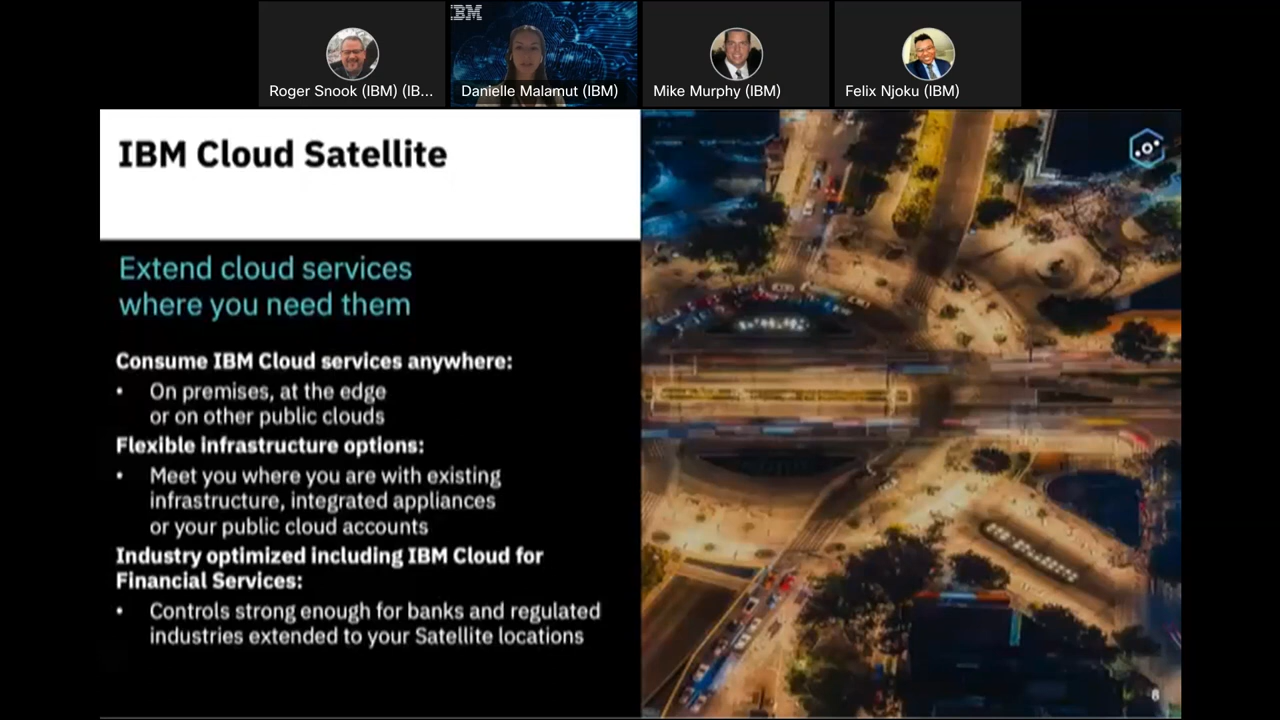 IBM
Roger Snook (IBM) (IB...
Danielle Malamut (IBM)
Mike Murphy (IBM)
Felix Njoku (IBM)
IBM Cloud Satellite
Extend cloud services
where you need them
Consume IBM Cloud services anywhere:
• On premises, at the edge
or on other public clouds
Flexible infrastructure options:
• Meet you where you are with existing
infrastructure, integrated appliances
or your public cloud accounts
Industry optimized including IBM Cloud for
Financial Services:
• Controls strong enough for banks and regulated
industries extended to your Satellite locations
8